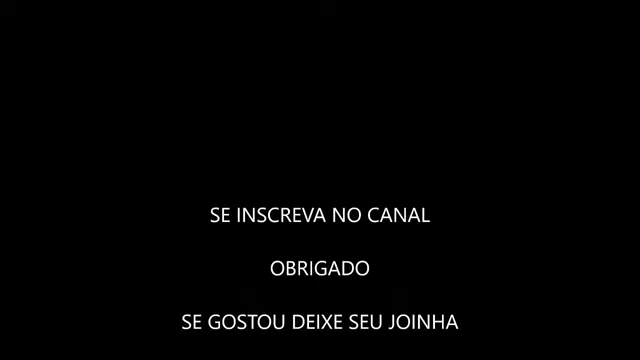 SE INSCREVA NO CANAL
OBRIGADO
SE GOSTOU DEIXE SEU JOINHA